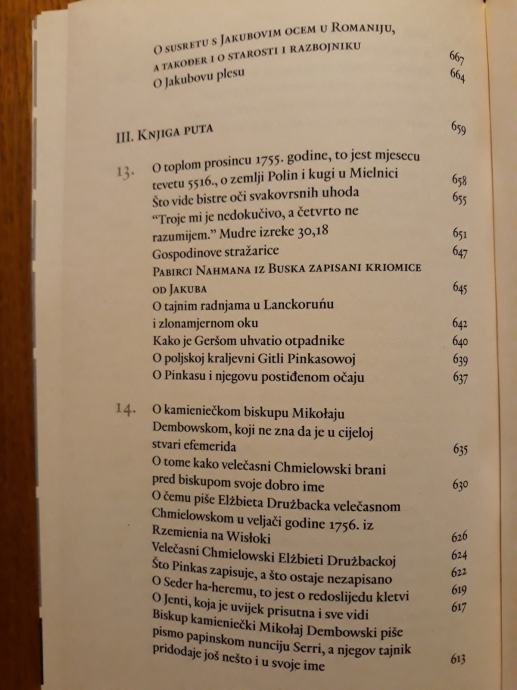 O SUSRETU S JAKUBOVIM OCEM U ROMANIJU,
A TAKOĐER I O STAROSTI I RAZBOJNIKU 667
O Jakubovu plesu 664
III. KNJIGA PUTA 659
13. O toplom prosincu 1755. godine, to jest mjesecu
tevetu 5516., o zemlji Polin i kugi u Mielnici 658
Što vide bistre oči svakovrsnih uhoda 655
“Troje mi je nedokučivo, a četvrto ne
razumijem.” Mudre izreke 30,18 651
Gospodinove stražarice 647
PABIRCI NAHMANA IZ BUSKA ZAPISANI KRIOMICE
OD JAKUBA 645
O tajnim radnjama u Lanckoruńu
i zlonamjernom oku 642
Kako je Geršom uhvatio otpadnike 640
O poljskoj kraljevni Gitli Pinkasowoj 639
O Pinkasu i njegovu postiđenom očaju 637
14. O kamieniečkom biskupu Mikołaju
Dembowskom, koji ne zna da je u cijeloj
stvari efemerida 635
O tome kako velečasni Chmielowski brani
pred biskupom svoje dobro ime 630
O čemu piše Elżbieta Drużbacka velečasnom
Chmielowskom u veljači godine 1756. iz
Rzemienia na Wisłoki 626
Velečasni Chmielowski Elżbieti Drużbackoj 624
Što Pinkas zapisuje, a što ostaje nezapisano 622
O Seder ha-heremu, to jest o redoslijedu kletvi 619
O Jenti, koja je uvijek prisutna i sve vidi 617
Biskup kamieniečki Mikołaj Dembowski piše
pismo papinskom nunciju Serri, a njegov tajnik
pridodaje još nešto i u svoje ime 613